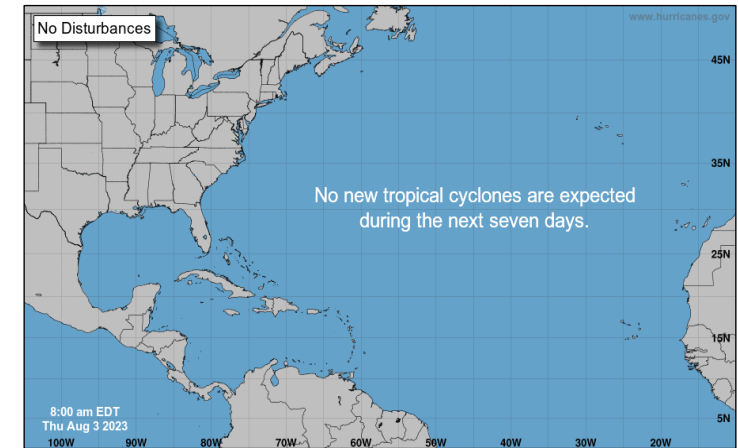 No Disturbances
www.hurricanes.gov
45N
35N
No new tropical cyclones are expected
during the next seven days.
25N
15N
8:00 am EDT
Thu Aug 3 2023
5N
100W 90W 80W 70W 60W 50W 40W 30W 20W